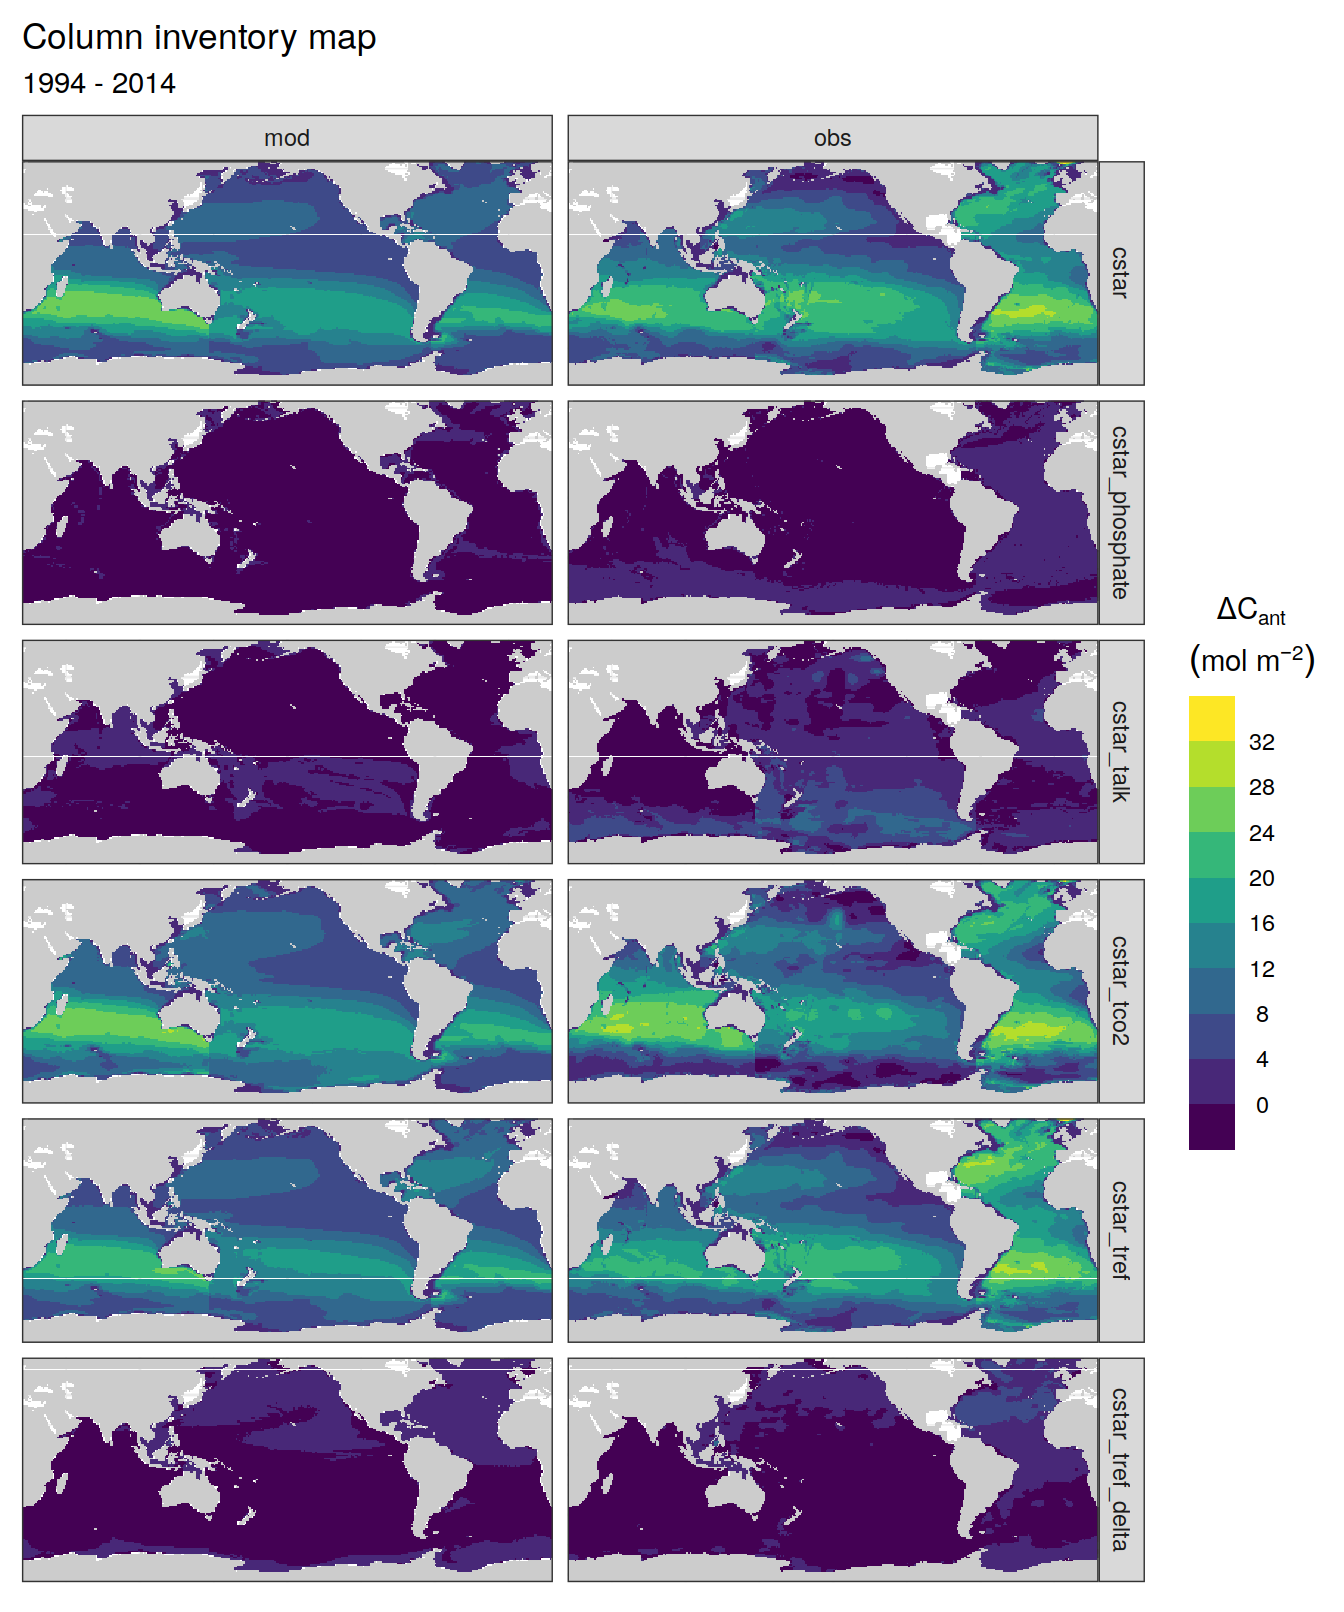 Column inventory map
1994 - 2014
mod
obs
cstar
cstar_phosphate
cstar_talk
cstar_tco2
cstar_tref
cstar_tref_delta
ΔCant
(mol m−2)
32
28
24
20
16
12
8
4
0